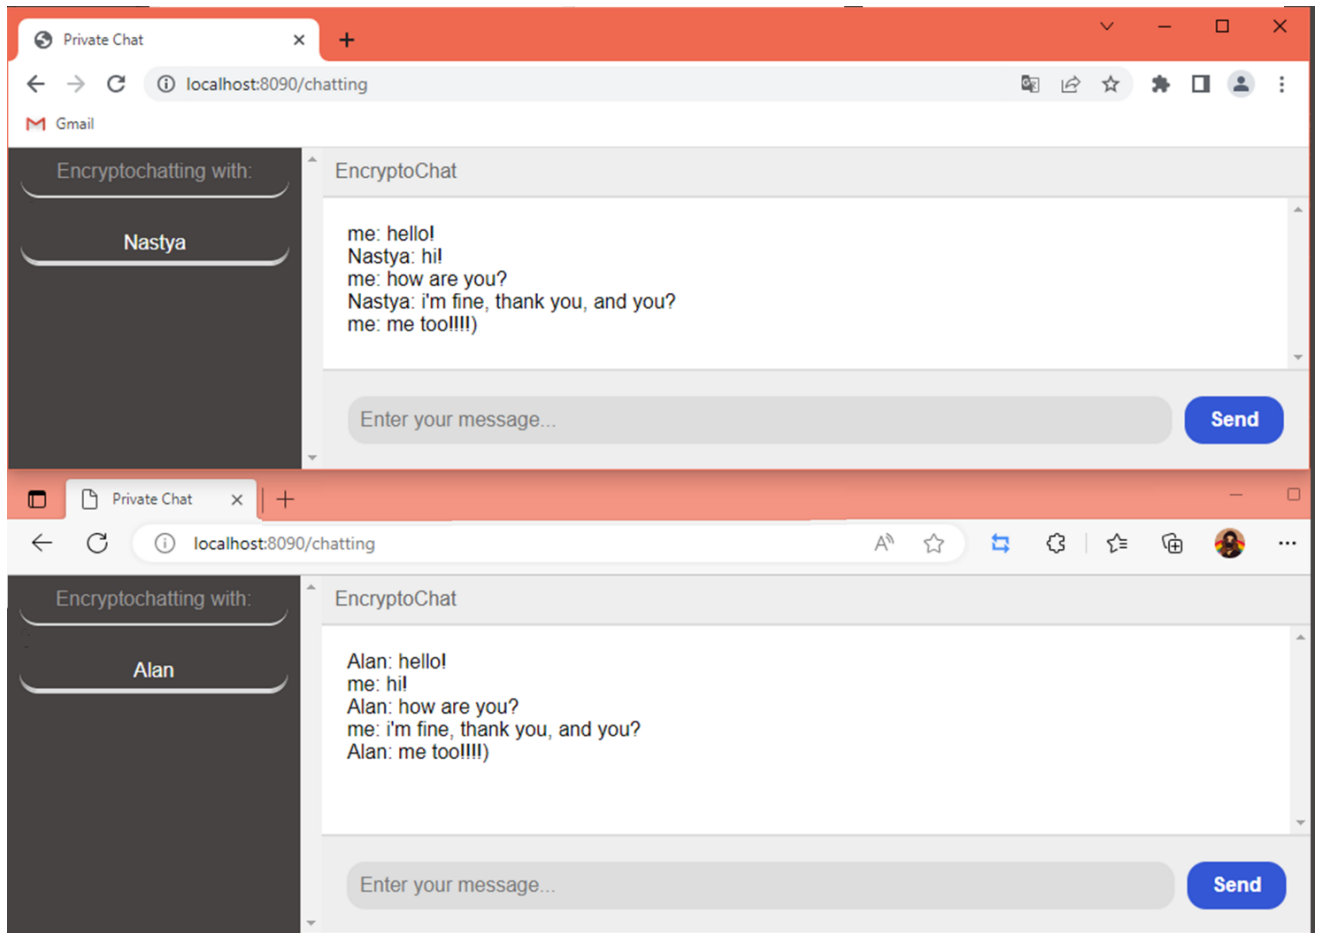 Private Chat
localhost:8090/chatting
Gmail
Encryptochatting with:
Nastya
EncryptoChat
me: hello!
Nastya: hi!
me: how are you?
Nastya: i'm fine, thank you, and you?
me: me too!!!!)
Enter your message...
Send
Private Chat
localhost:8090/chatting
Encryptochatting with:
Alan
EncryptoChat
Alan: hello!
me: hi!
Alan: how are you?
me: i'm fine, thank you, and you?
Alan: me too!!!!)
Enter your message...
Send